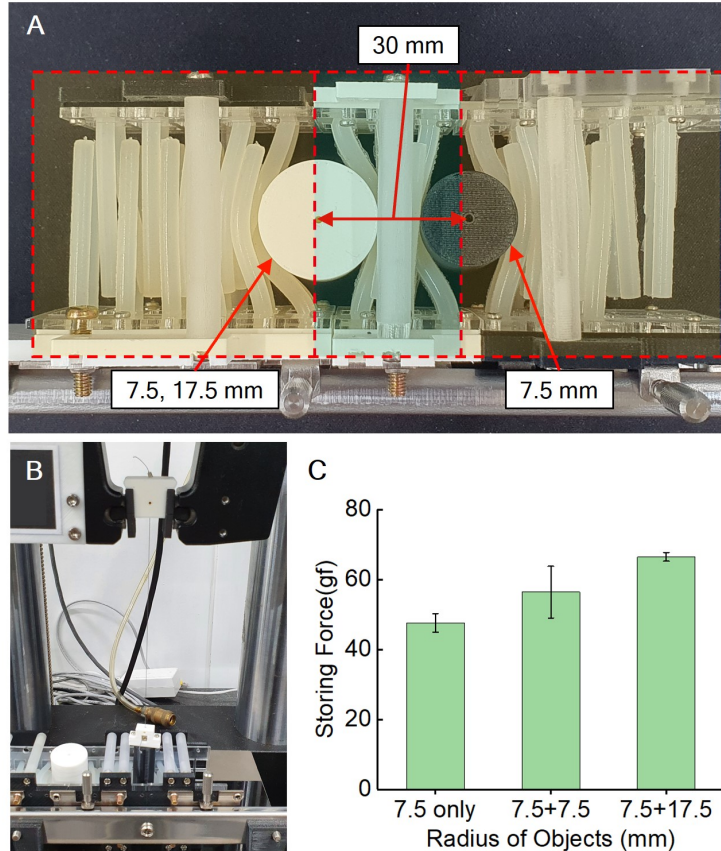 A
30 mm
7.5, 17.5 mm
7.5 mm
B
C
80
60
40
20
0
Storing Force(gf)
7.5 only
7.5+7.5
7.5+17.5
Radius of Objects (mm)